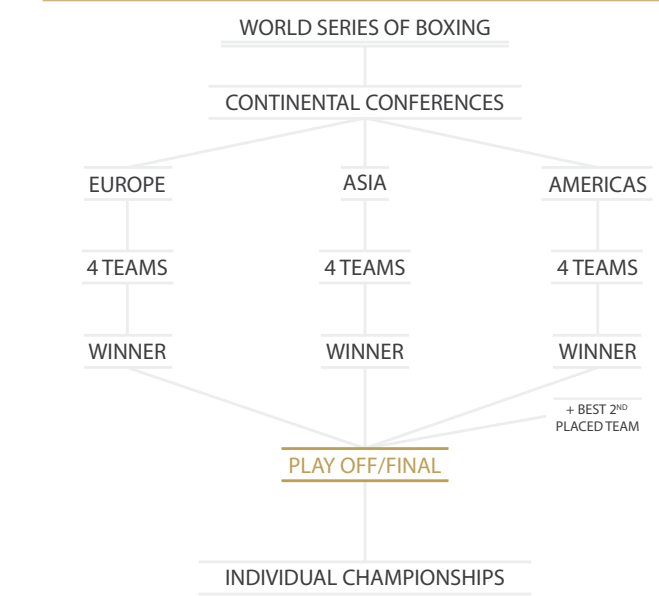 WORLD SERIES OF BOXING
CONTINENTAL CONFERENCES
EUROPE
ASIA
AMERICAS
4 TEAMS
4 TEAMS
4 TEAMS
WINNER
WINNER
WINNER
+ BEST 2ND
PLACED TEAM
PLAY OFF/FINAL
INDIVIDUAL CHAMPIONSHIPS